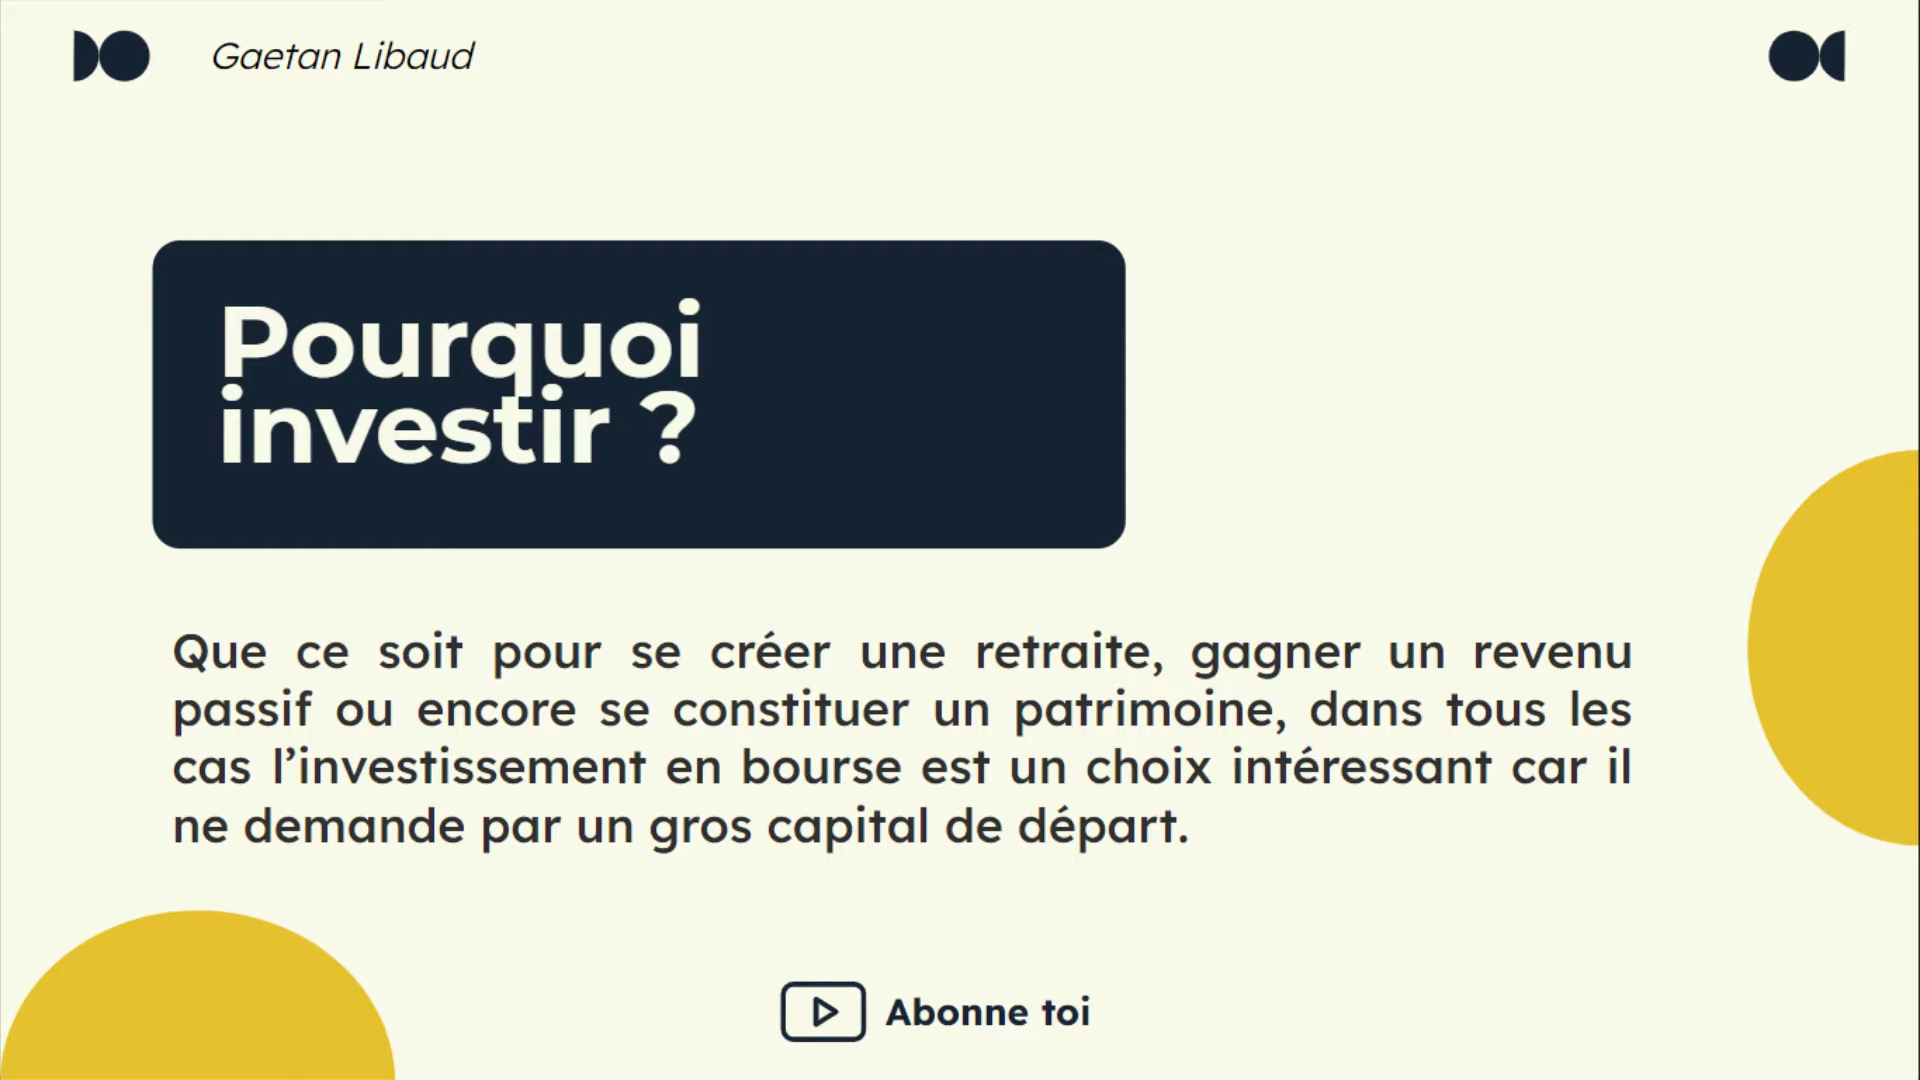 Gaetan Libaud
Pourquoi
investir ?
Que ce soit pour se créer une retraite, gagner un revenu
passif ou encore se constituer un patrimoine, dans tous les
cas l’investissement en bourse est un choix intéressant car il
ne demande par un gros capital de départ.
Abonne toi